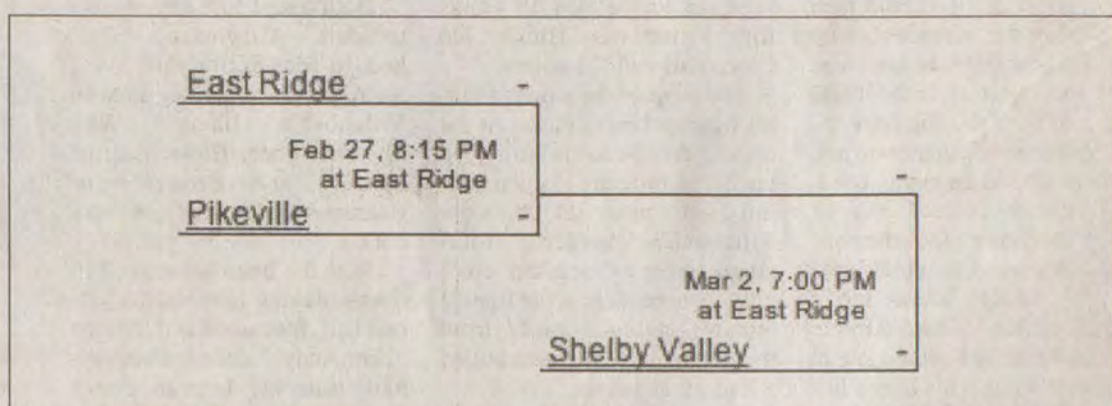 East Ridge -
Feb 27, 8:15 PM
at East Ridge
Pikeville -
-
Mar 2, 7:00 PM
at East Ridge
Shelby Valley -